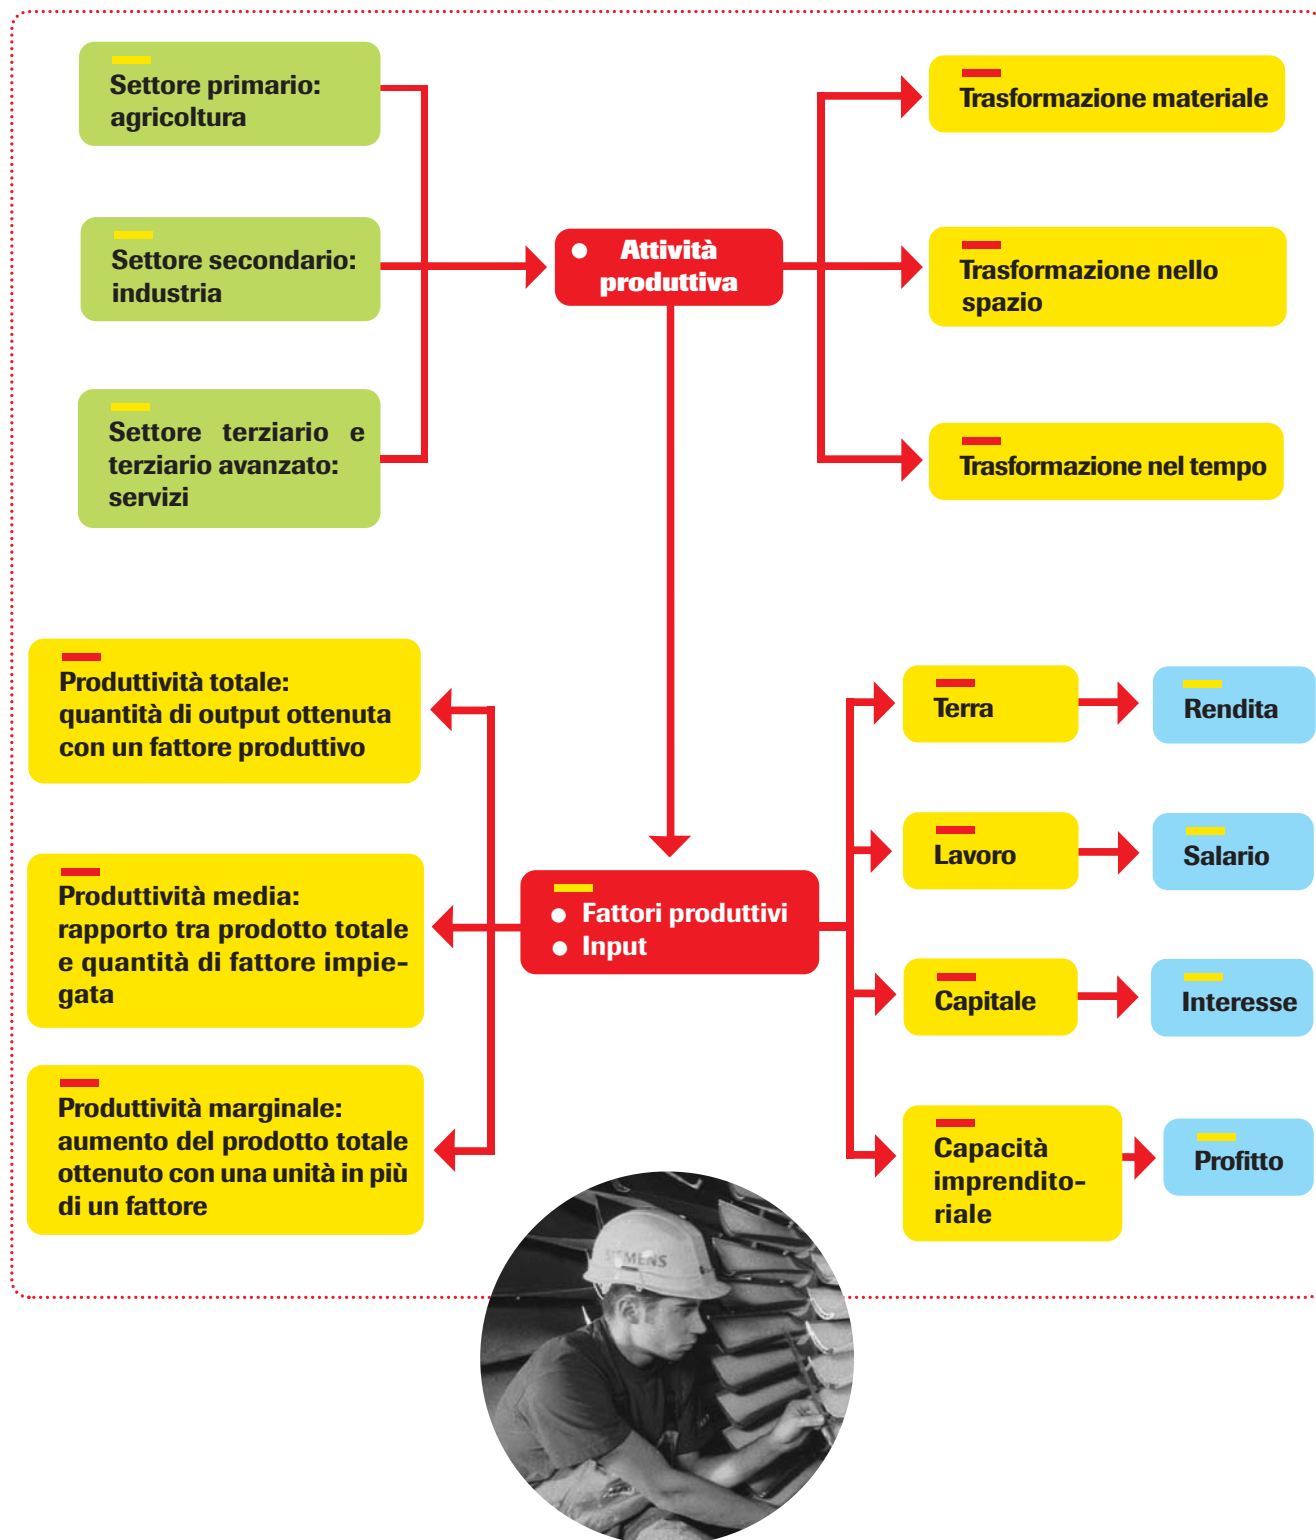 Settore primario:
agricoltura
Settore secondario:
industria
Settore terziario e
terziario avanzato:
servizi
Attività
produttiva
Trasformazione materiale
Trasformazione nello
spazio
Trasformazione nel tempo
Produttività totale:
quantità di output ottenuta
con un fattore produttivo
Produttività media:
rapporto tra prodotto totale
e quantità di fattore impie-
gata
Produttività marginale:
aumento del prodotto totale
ottenuto con una unità in più
di un fattore
Fattori produttivi
Input
Terra
Rendita
Lavoro
Salario
Capitale
Interesse
Capacità
imprendito-
riale
Profitto
SIEMENS